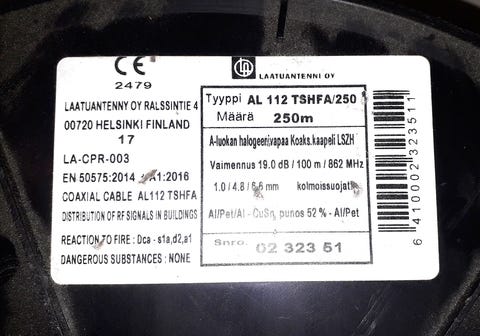 CE
2479
LA
LAATUANTENNI OY
LAATUANTENNY OY RALSSINTIE 4
00720 HELSINKI FINLAND
17
LA-CPR-003
EN 50575:2014 A1:2016
COAXIAL CABLE AL112 TSHFA
DISTRIBUTION OF RF SIGNALS IN BUILDINGS
REACTION TO FIRE : Dca - s1a,d2,a1
DANGEROUS SUBSTANCES : NONE
Tyyppi AL 112 TSHFA/250
Määrä 250m
A-luokan halogeenivapaa Koaks.kaapeli LSZH
Vaimennus 19.0 dB / 100 m / 862 MHz
1.0 / 4.8 / 6.6 mm kolmoissuojattu
Al/Pet/Al - CuSn punos 52 % - Al/Pet
Snro. 02 323 51
6410002323511